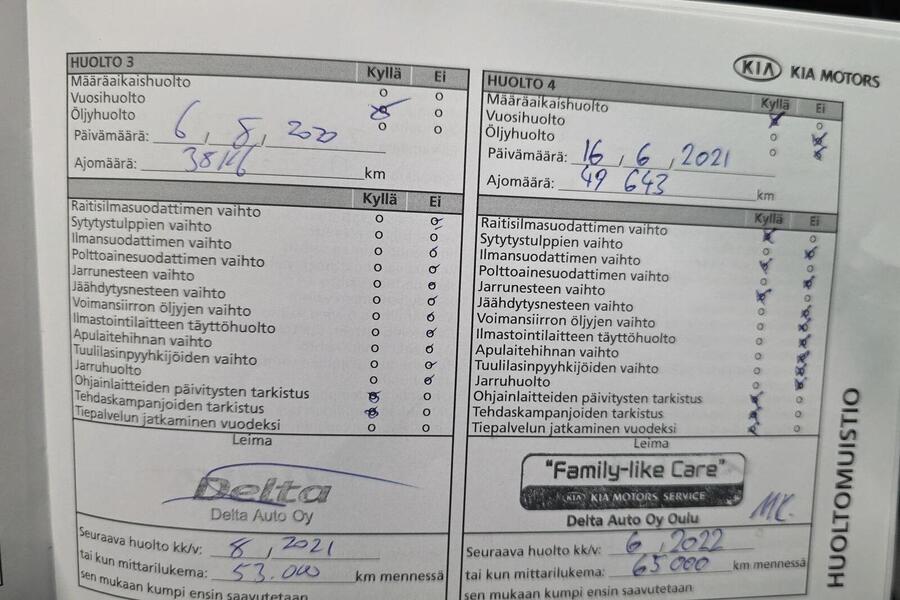 HUOLTO 3
Kyllä Ei
Määräaikaishuolto
Vuosihuolto
Öljyhuolto
Päivämäärä: 6, 8, 2020
Ajomäärä: 38116 km
Kyllä Ei
Raitisilmasuodattimen vaihto
Sytytystulppien vaihto
Ilmansuodattimen vaihto
Polttoainesuodattimen vaihto
Jarrunesteen vaihto
Jäähdytysnesteen vaihto
Voimansiirron öljyjen vaihto
Ilmastointilaitteen täyttöhuolto
Apulaitehihnan vaihto
Tuulilasinpyyhkijöiden vaihto
Jarruhuolto
Ohjainlaitteiden päivitysten tarkistus
Tehdaskampanjoiden tarkistus
Tiepalvelun jatkaminen vuodeksi
Leima
Delta
Delta Auto Oy
Seuraava huolto kk/v: 8, 2021
tai kun mittarilukema: 53.000 km mennessä
sen mukaan kumpi ensin saavutetaan
KIA KIA MOTORS
HUOLTO 4
Kyllä Ei
Määräaikaishuolto
Vuosihuolto
Öljyhuolto
Päivämäärä: 16, 6, 2021
Ajomäärä: 49 643 km
Kyllä Ei
Raitisilmasuodattimen vaihto
Sytytystulppien vaihto
Ilmansuodattimen vaihto
Polttoainesuodattimen vaihto
Jarrunesteen vaihto
Jäähdytysnesteen vaihto
Voimansiirron öljyjen vaihto
Ilmastointilaitteen täyttöhuolto
Apulaitehihnan vaihto
Tuulilasinpyyhkijöiden vaihto
Jarruhuolto
Ohjainlaitteiden päivitysten tarkistus
Tehdaskampanjoiden tarkistus
Tiepalvelun jatkaminen vuodeksi
Leima
"Family-like Care"
KIA KIA MOTORS SERVICE
Delta Auto Oy Oulu
Seuraava huolto kk/v: 6, 2022
tai kun mittarilukema: 65000 km mennessä
sen mukaan kumpi ensin saavutetaan
HUOLTOMUISTIO